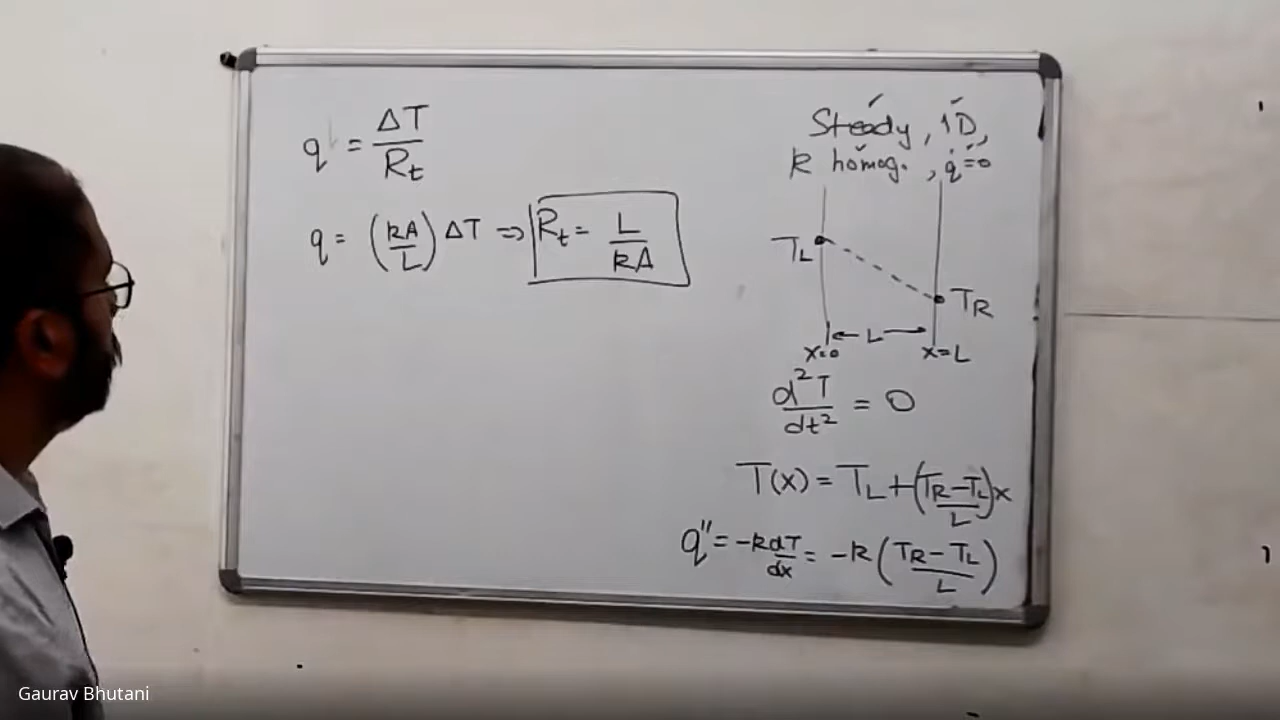 q = ΔT / R_t
q = (kA / L) ΔT ⇒ R_t = L / kA
Steady, 1D,
k homog., q̇=0
T_L
T_R
L
x=0 x=L
d²T / dt² = 0
T(x) = T_L + (T_R - T_L / L) x
q'' = -k dT / dx = -k (T_R - T_L / L)
Gaurav Bhutani